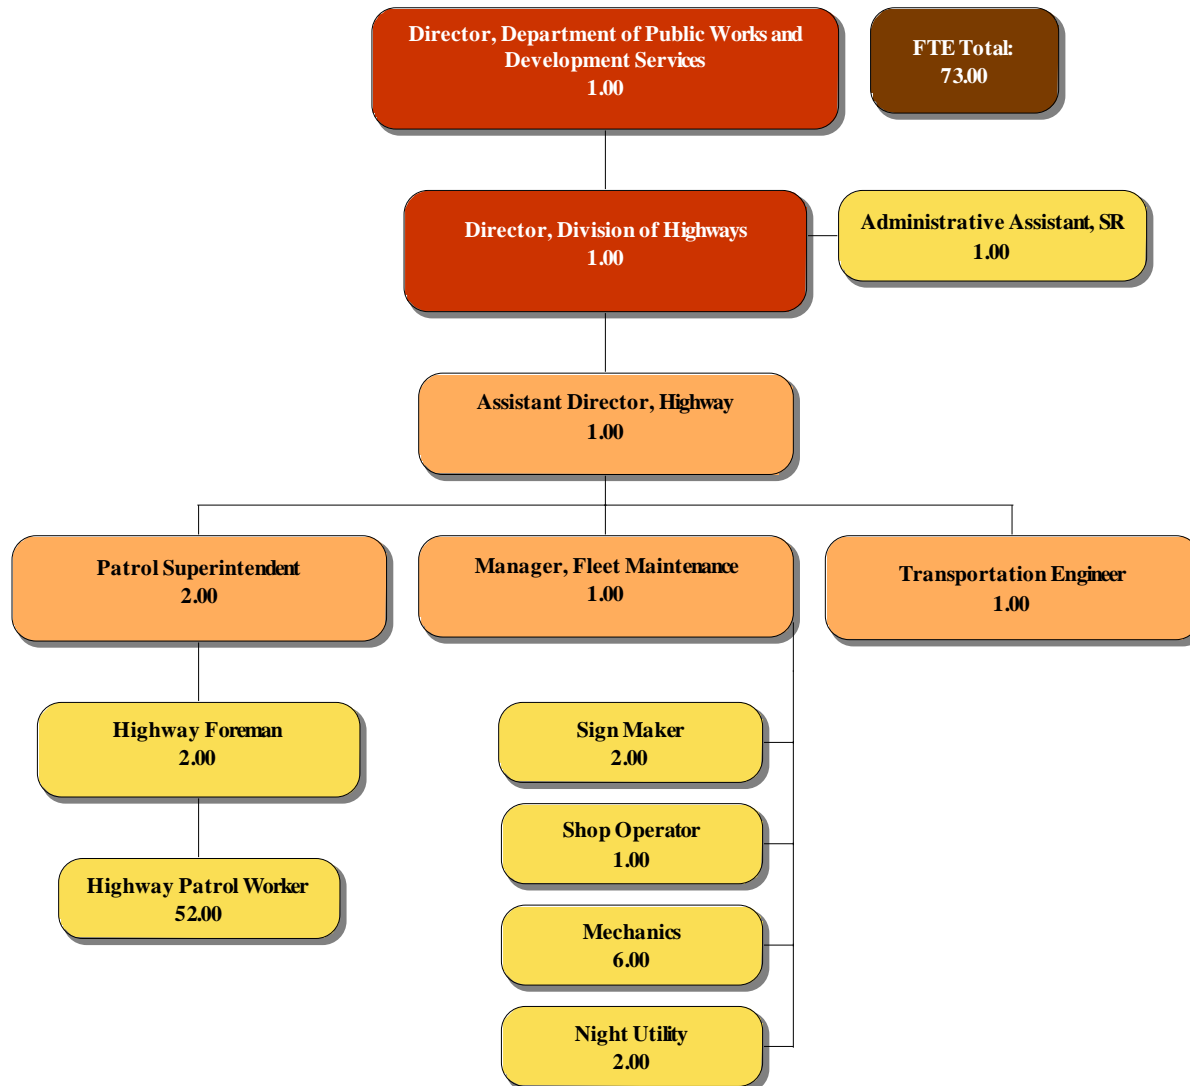 Director, Department of Public Works and
Development Services
1.00
FTE Total:
73.00
Director, Division of Highways
1.00
Administrative Assistant, SR
1.00
Assistant Director, Highway
1.00
Patrol Superintendent
2.00
Manager, Fleet Maintenance
1.00
Transportation Engineer
1.00
Highway Foreman
2.00
Highway Patrol Worker
52.00
Sign Maker
2.00
Shop Operator
1.00
Mechanics
6.00
Night Utility
2.00